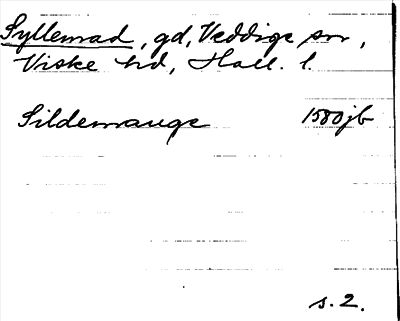 Syllemad, gd, Veddige sn,
Viske hd, Hall. l.
Sildemauge 1580 jb
s. 2.